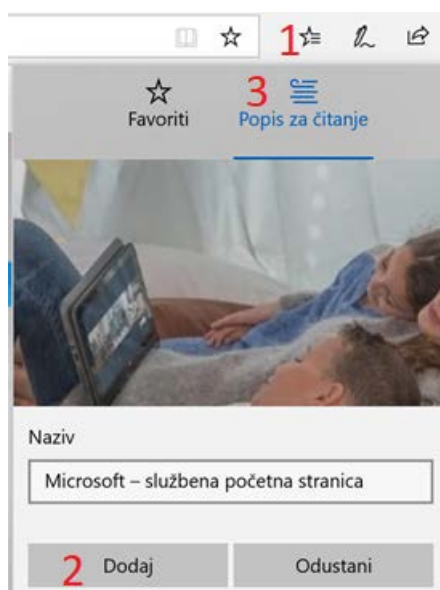 1
3
Favoriti Popis za čitanje
Naziv
Microsoft – službena početna stranica
2 Dodaj Odustani